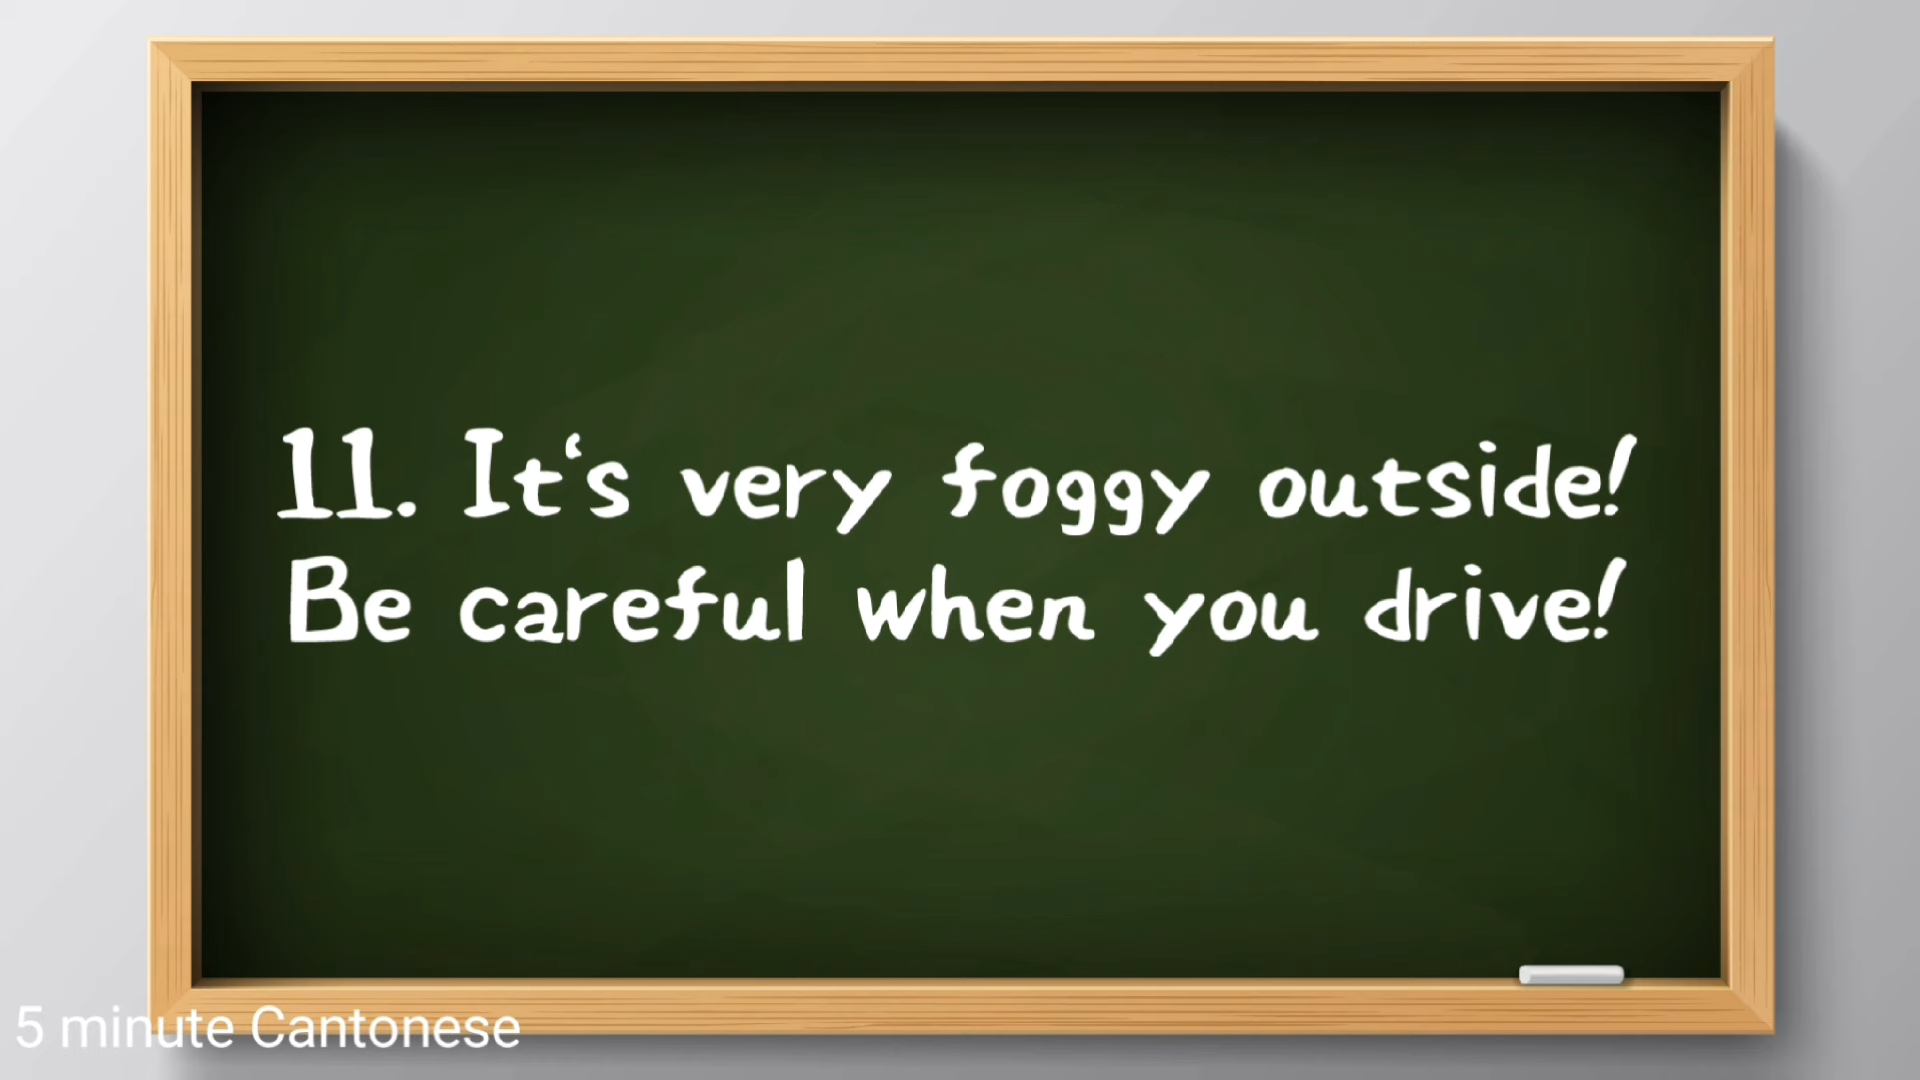 11. It‘s very foggy outside!
Be careful when you drive!
5 minute Cantonese